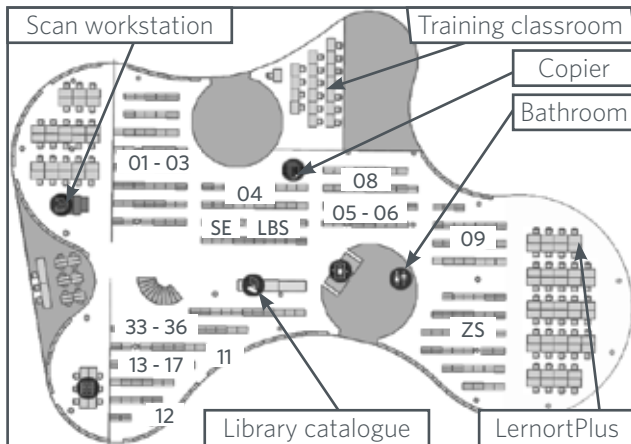 Scan workstation
Training classroom
Copier
Bathroom
01 - 03
04
08
05 - 06
SE
LBS
09
33 - 36
ZS
13 - 17
11
12
Library catalogue
LernortPlus